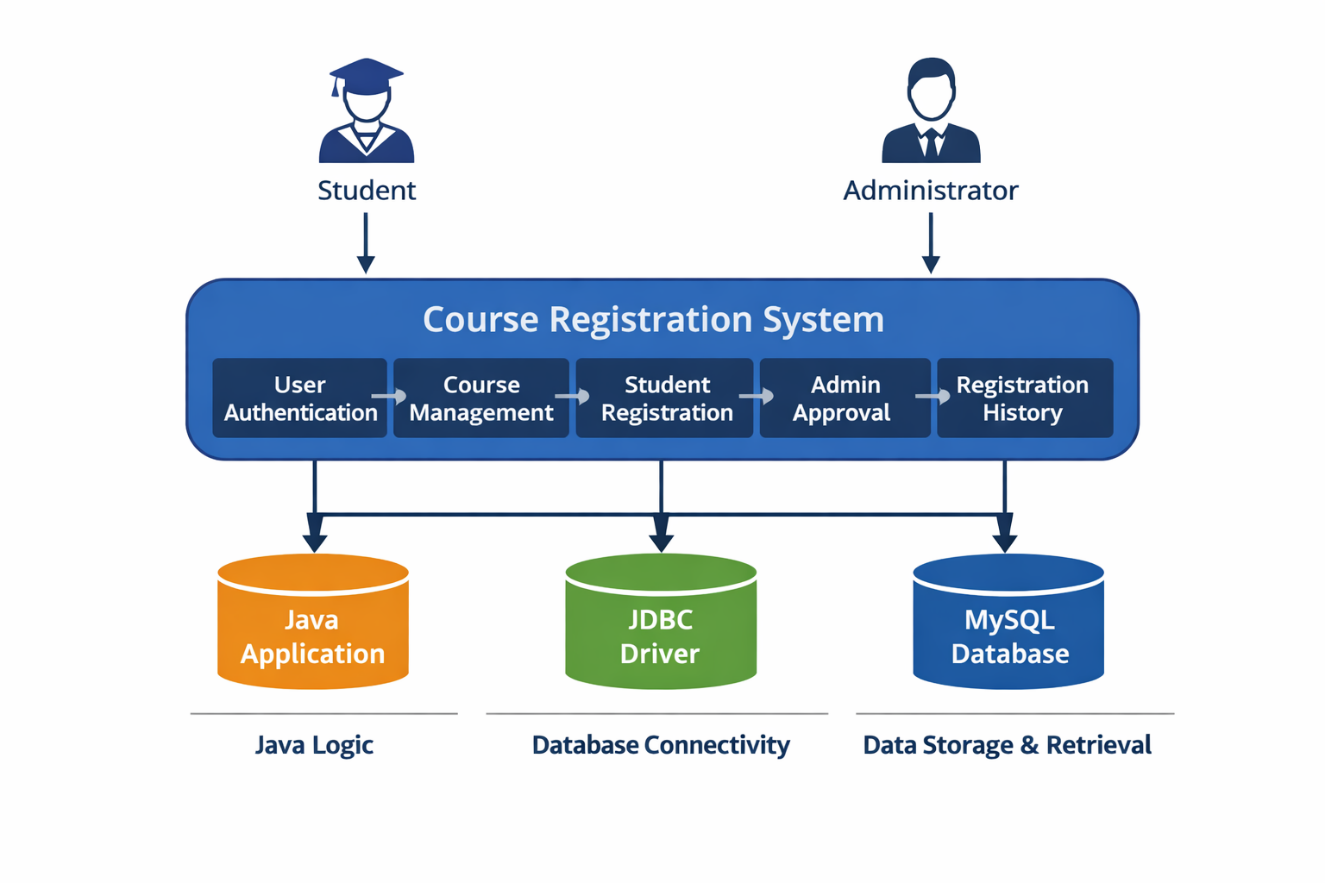 Student
Administrator
Course Registration System
User
Authentication
Course
Management
Student
Registration
Admin
Approval
Registration
History
Java
Application
JDBC
Driver
MySQL
Database
Java Logic
Database Connectivity
Data Storage & Retrieval